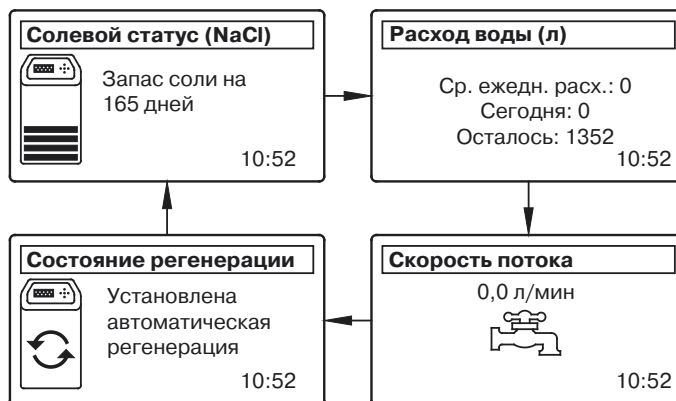 Солевой статус (NaCl)
Запас соли на
165 дней
10:52
Расход воды (л)
Ср. ежедн. расх.: 0
Сегодня: 0
Осталось: 1352
10:52
Состояние регенерации
Установлена
автоматическая
регенерация
10:52
Скорость потока
0,0 л/мин
10:52